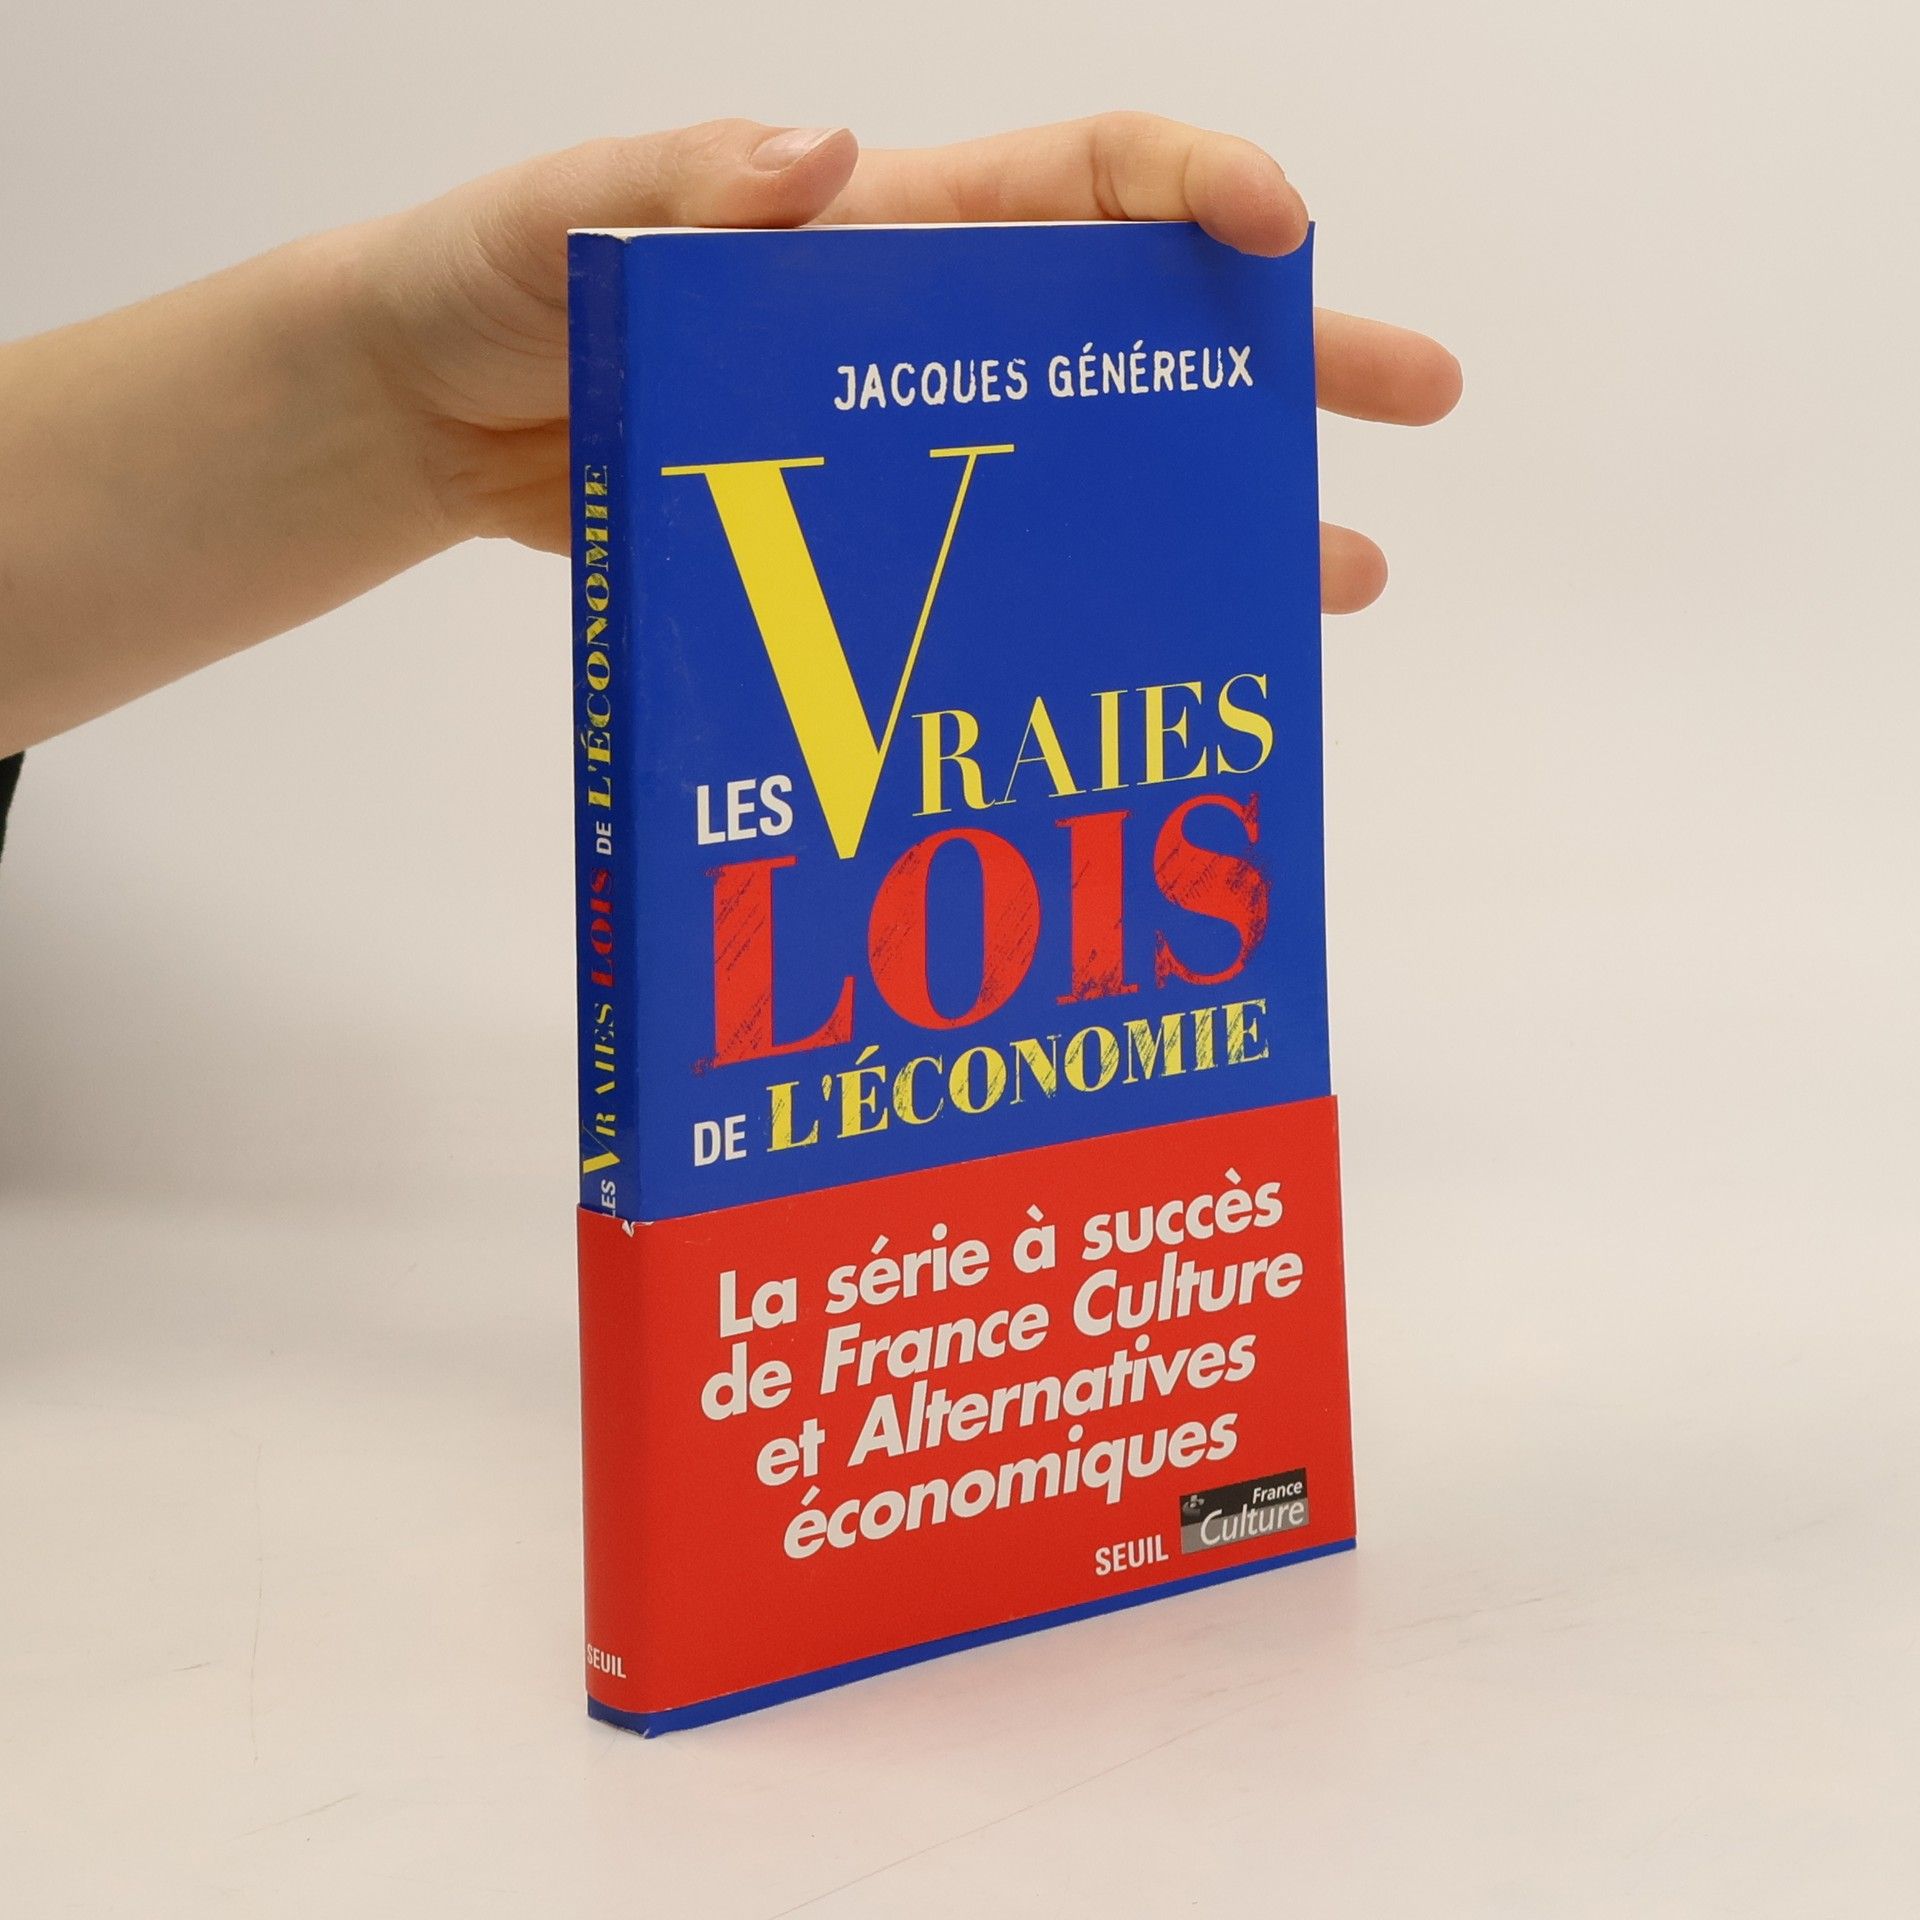 JACQUES GÉNÉREUX
LES VRAIES
LOIS
DE L'ÉCONOMIE
La série à succès
de France Culture
et Alternatives
économiques
SEUIL
France
Culture
LES VRAIES LOIS DE L'ÉCONOMIE
SEUIL